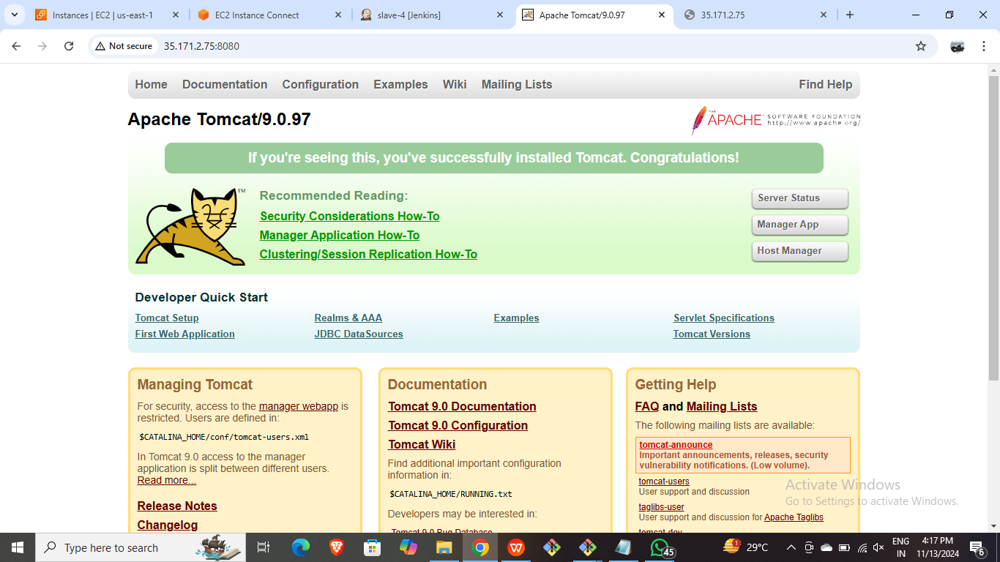 Instances | EC2 | us-east-1
EC2 Instance Connect
slave-4 [Jenkins]
Apache Tomcat/9.0.97
35.171.2.75
Not secure
35.171.2.75:8080
Home Documentation Configuration Examples Wiki Mailing Lists Find Help
Apache Tomcat/9.0.97
THE APACHE SOFTWARE FOUNDATION
http://www.apache.org/
If you're seeing this, you've successfully installed Tomcat. Congratulations!
TM
Recommended Reading:
Security Considerations How-To
Manager Application How-To
Clustering/Session Replication How-To
Server Status
Manager App
Host Manager
Developer Quick Start
Tomcat Setup
First Web Application
Realms & AAA
JDBC DataSources
Examples
Servlet Specifications
Tomcat Versions
Managing Tomcat
For security, access to the manager webapp is
restricted. Users are defined in:
$CATALINA_HOME/conf/tomcat-users.xml
In Tomcat 9.0 access to the manager
application is split between different users.
Read more...
Release Notes
Changelog
Documentation
Tomcat 9.0 Documentation
Tomcat 9.0 Configuration
Tomcat Wiki
Find additional important configuration
information in:
$CATALINA_HOME/RUNNING.txt
Developers may be interested in:
Tomcat 9.0 Bug Database
Getting Help
FAQ and Mailing Lists
The following mailing lists are available:
tomcat-announce
Important announcements, releases, security
vulnerability notifications. (Low volume).
tomcat-users
User support and discussion
taglibs-user
User support and discussion for Apache Taglibs
tomcat-dev
Activate Windows
Go to Settings to activate Windows.
Type here to search
45
1
29°C
ENG
IN
4:17 PM
11/13/2024
6